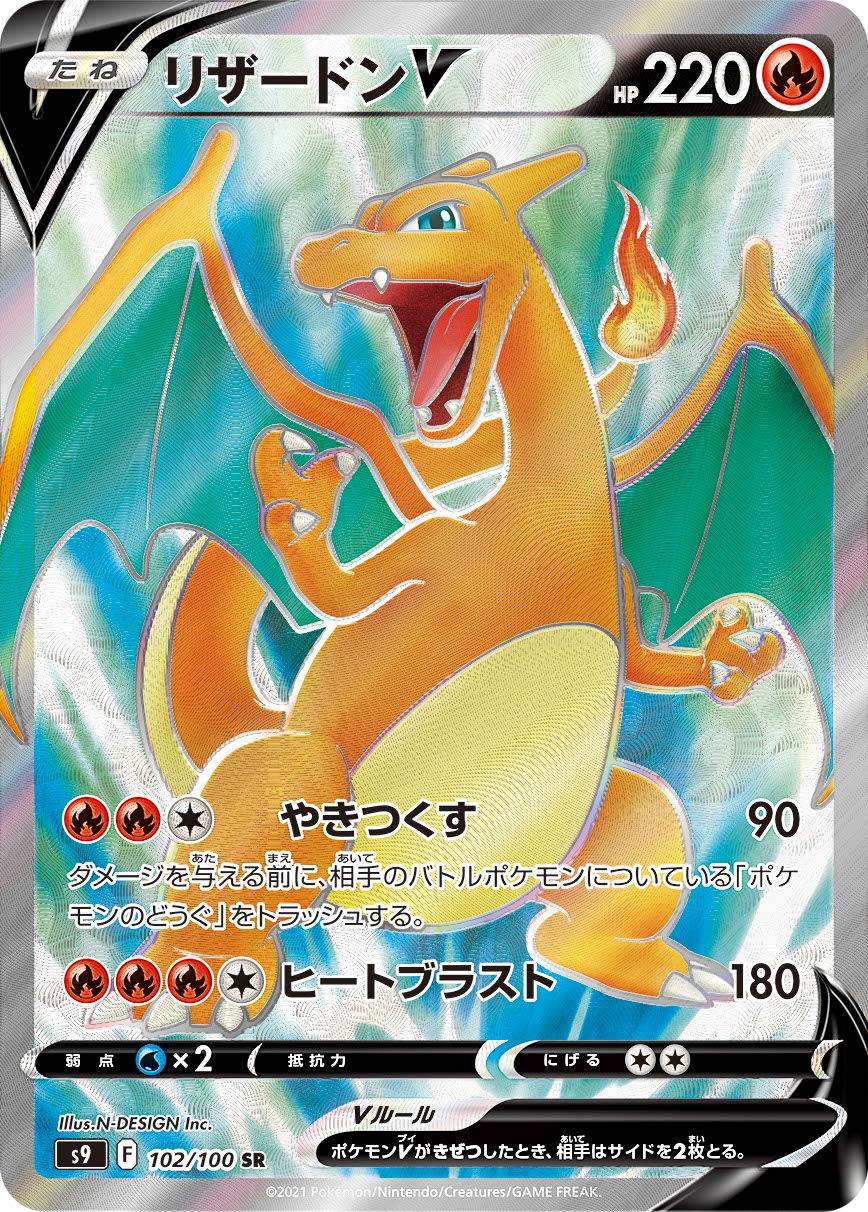 たね リザードンV HP 220
やきつくす 90
ダメージを与える前に、相手のバトルポケモンについている「ポケ
モンのどうぐ」をトラッシュする。
ヒートブラスト 180
弱点 ×2 抵抗力 にげる
Illus.N-DESIGN Inc.
Vルール
s9 F 102/100 SR
ポケモンVがきぜつしたとき、相手はサイドを2枚とる。
©2021 Pokémon/Nintendo/Creatures/GAME FREAK.